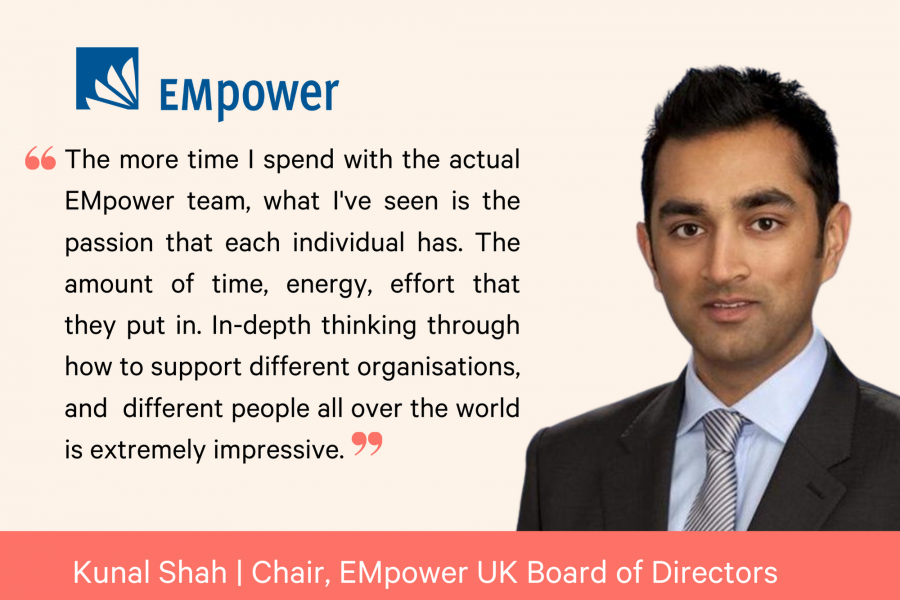 EMpower
“ The more time I spend with the actual
EMpower team, what I've seen is the
passion that each individual has. The
amount of time, energy, effort that
they put in. In-depth thinking through
how to support different organisations,
and different people all over the world
is extremely impressive. ”
Kunal Shah | Chair, EMpower UK Board of Directors